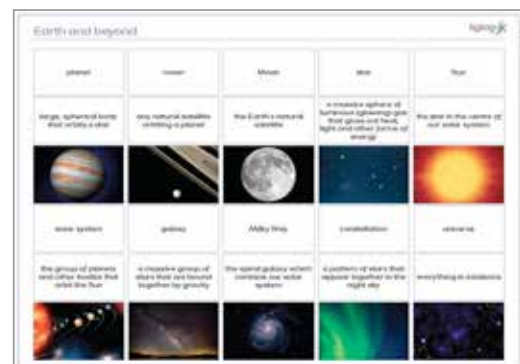 Earth and beyond
planet
moon
Moon
star
Sun
large, spherical body
that orbits a star
any natural satellite
orbiting a planet
the Earth's natural
satellite
a massive sphere of
luminous (glowing) gas
that gives out heat,
light and other forms of
energy
the star in the centre of
our solar system
solar system
galaxy
Milky Way
constellation
universe
the group of planets
and other bodies that
orbit the Sun
a massive group of
stars that are bound
together by gravity
the spiral galaxy which
contains our solar
system
a pattern of stars that
appear together in the
night sky
everything in existence